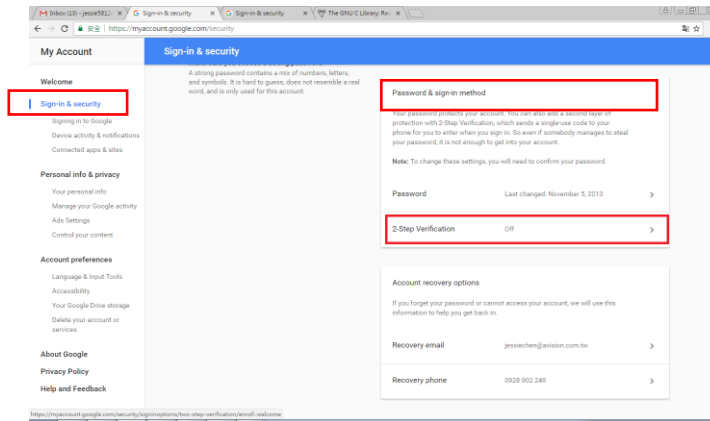 Inbox (13) - jessie5812
Sign-in & security
Sign-in & security
The GNU C Library: Re
安全 | https://myaccount.google.com/security
My Account
Sign-in & security
A strong password contains a mix of numbers, letters,
and symbols. It is hard to guess, does not resemble a real
word, and is only used for this account.
Welcome
Sign-in & security
Signing in to Google
Device activity & notifications
Connected apps & sites
Personal info & privacy
Your personal info
Manage your Google activity
Ads Settings
Control your content
Account preferences
Language & Input Tools
Accessibility
Your Google Drive storage
Delete your account or
services
About Google
Privacy Policy
Help and Feedback
Password & sign-in method
Your password protects your account. You can also add a second layer of
protection with 2-Step Verification, which sends a single-use code to your
phone for you to enter when you sign in. So even if somebody manages to steal
your password, it is not enough to get into your account.
Note: To change these settings, you will need to confirm your password.
Password Last changed: November 5, 2013
2-Step Verification Off
Account recovery options
If you forget your password or cannot access your account, we will use this
information to help you get back in.
Recovery email jessiechen@avision.com.tw
Recovery phone 0928 902 249
https://myaccount.google.com/security/signinoptions/two-step-verification/enroll-welcome